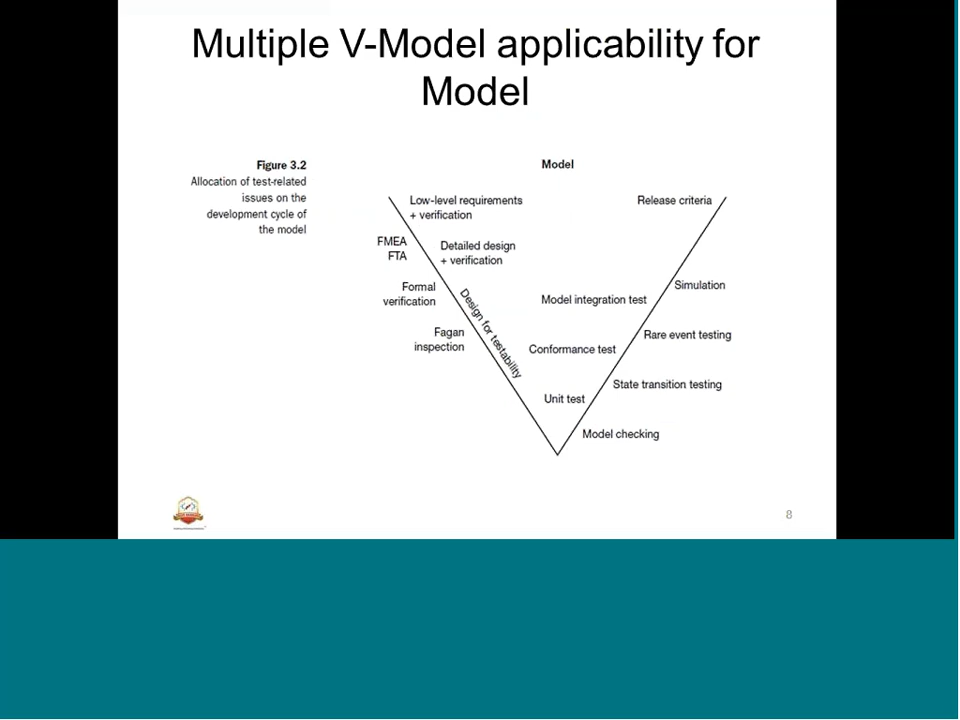 Multiple V-Model applicability for
Model
Figure 3.2
Allocation of test-related
issues on the
development cycle of
the model
Model
Low-level requirements
+ verification
Release criteria
FMEA
FTA
Detailed design
+ verification
Formal
verification
Design for testability
Simulation
Model integration test
Fagan
inspection
Rare event testing
Conformance test
State transition testing
Unit test
Model checking
8